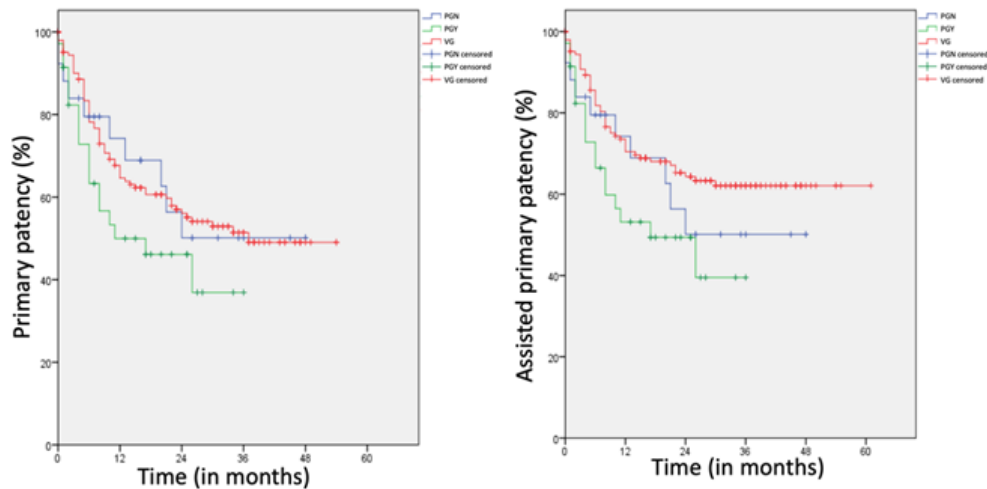 PGN
PGY
VG
PGN censored
PGY censored
VG censored
Primary patency (%)
100
80
60
40
20
0
0 12 24 36 48 60
Time (in months)
PGN
PGY
VG
PGN censored
PGY censored
VG censored
Assisted primary patency (%)
100
80
60
40
20
0
0 12 24 36 48 60
Time (in months)